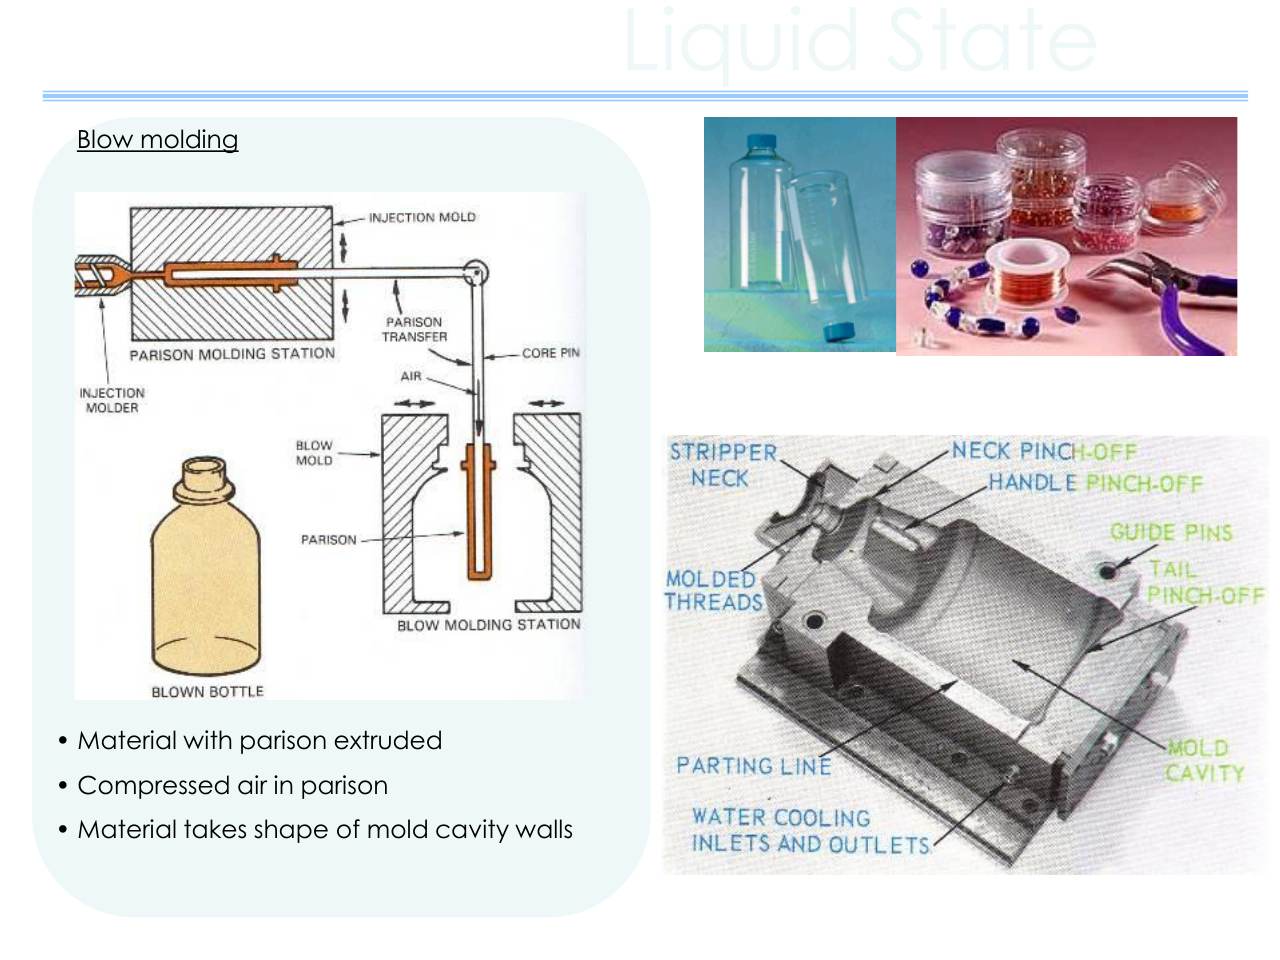 Liquid State
Blow molding
INJECTION MOLD
PARISON
TRANSFER
PARISON MOLDING STATION
CORE PIN
AIR
INJECTION
MOLDER
BLOW
MOLD
PARISON
BLOW MOLDING STATION
BLOWN BOTTLE
• Material with parison extruded
• Compressed air in parison
• Material takes shape of mold cavity walls
STRIPPER
NECK
NECK PINCH-OFF
HANDLE PINCH-OFF
GUIDE PINS
TAIL
PINCH-OFF
MOLDED
THREADS
MOLD
CAVITY
PARTING LINE
WATER COOLING
INLETS AND OUTLETS